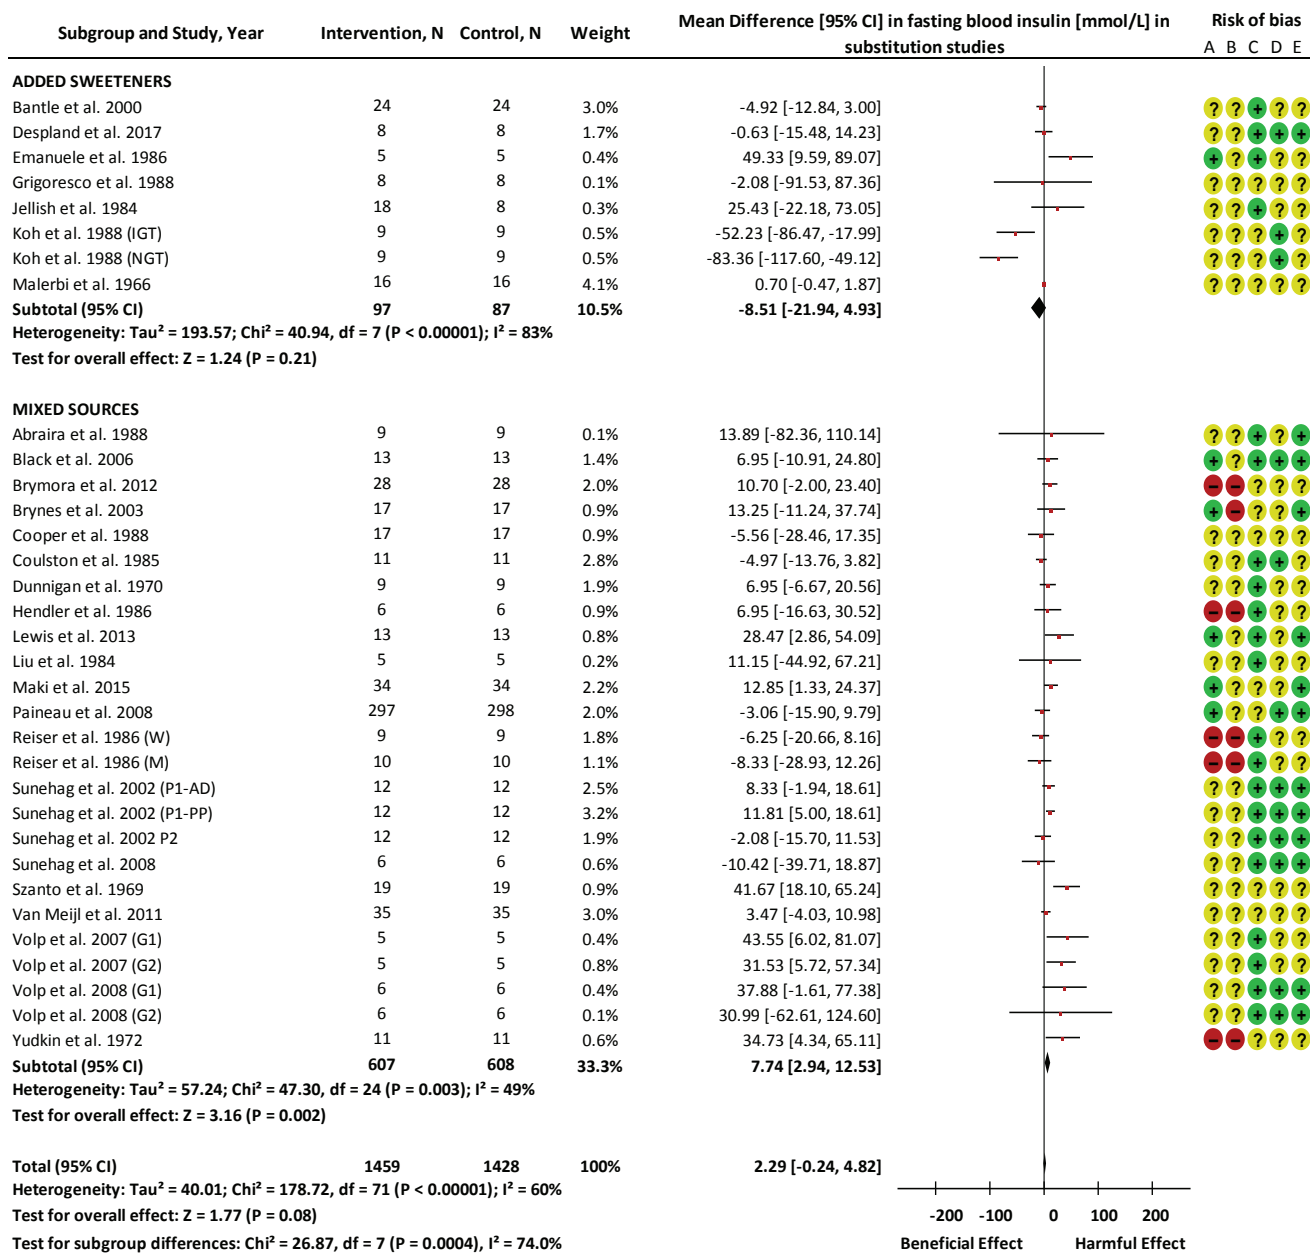 Subgroup and Study, Year Intervention, N Control, N Weight Mean Difference [95% CI] in fasting blood insulin [mmol/L] in Risk of bias
substitution studies A B C D E
ADDED SWEETENERS
Bantle et al. 2000 24 24 3.0% -4.92 [-12.84, 3.00] ? ? + ? ?
Despland et al. 2017 8 8 1.7% -0.63 [-15.48, 14.23] ? ? + + +
Emanuele et al. 1986 5 5 0.4% 49.33 [9.59, 89.07] + ? + ? ?
Grigoresco et al. 1988 8 8 0.1% -2.08 [-91.53, 87.36] ? ? ? ? ?
Jellish et al. 1984 18 8 0.3% 25.43 [-22.18, 73.05] ? ? + ? ?
Koh et al. 1988 (IGT) 9 9 0.5% -52.23 [-86.47, -17.99] ? ? ? + ?
Koh et al. 1988 (NGT) 9 9 0.5% -83.36 [-117.60, -49.12] ? ? ? + ?
Malerbi et al. 1966 16 16 4.1% 0.70 [-0.47, 1.87] ? ? ? ? ?
Subtotal (95% CI) 97 87 10.5% -8.51 [-21.94, 4.93]
Heterogeneity: Tau² = 193.57; Chi² = 40.94, df = 7 (P < 0.00001); I² = 83%
Test for overall effect: Z = 1.24 (P = 0.21)
MIXED SOURCES
Abraira et al. 1988 9 9 0.1% 13.89 [-82.36, 110.14] ? ? + ? +
Black et al. 2006 13 13 1.4% 6.95 [-10.91, 24.80] + ? + + +
Brymora et al. 2012 28 28 2.0% 10.70 [-2.00, 23.40] − − ? ? ?
Brynes et al. 2003 17 17 0.9% 13.25 [-11.24, 37.74] + − ? ? +
Cooper et al. 1988 17 17 0.9% -5.56 [-28.46, 17.35] ? ? ? ? ?
Coulston et al. 1985 11 11 2.8% -4.97 [-13.76, 3.82] ? ? + + ?
Dunnigan et al. 1970 9 9 1.9% 6.95 [-6.67, 20.56] ? ? + ? ?
Hendler et al. 1986 6 6 0.9% 6.95 [-16.63, 30.52] − − + ? ?
Lewis et al. 2013 13 13 0.8% 28.47 [2.86, 54.09] + ? + ? +
Liu et al. 1984 5 5 0.2% 11.15 [-44.92, 67.21] ? ? + ? ?
Maki et al. 2015 34 34 2.2% 12.85 [1.33, 24.37] + ? ? ? +
Paineau et al. 2008 297 298 2.0% -3.06 [-15.90, 9.79] + ? ? + +
Reiser et al. 1986 (W) 9 9 1.8% -6.25 [-20.66, 8.16] − − + ? ?
Reiser et al. 1986 (M) 10 10 1.1% -8.33 [-28.93, 12.26] − − + ? ?
Sunehag et al. 2002 (P1-AD) 12 12 2.5% 8.33 [-1.94, 18.61] ? ? + + +
Sunehag et al. 2002 (P1-PP) 12 12 3.2% 11.81 [5.00, 18.61] ? ? + + +
Sunehag et al. 2002 P2 12 12 1.9% -2.08 [-15.70, 11.53] ? ? + + +
Sunehag et al. 2008 6 6 0.6% -10.42 [-39.71, 18.87] ? ? + + +
Szanto et al. 1969 19 19 0.9% 41.67 [18.10, 65.24] ? ? ? ? ?
Van Meijl et al. 2011 35 35 3.0% 3.47 [-4.03, 10.98] ? ? ? ? ?
Volp et al. 2007 (G1) 5 5 0.4% 43.55 [6.02, 81.07] ? ? + ? ?
Volp et al. 2007 (G2) 5 5 0.8% 31.53 [5.72, 57.34] ? ? + ? ?
Volp et al. 2008 (G1) 6 6 0.4% 37.88 [-1.61, 77.38] ? ? + + +
Volp et al. 2008 (G2) 6 6 0.1% 30.99 [-62.61, 124.60] ? ? + + +
Yudkin et al. 1972 11 11 0.6% 34.73 [4.34, 65.11] − − ? ? ?
Subtotal (95% CI) 607 608 33.3% 7.74 [2.94, 12.53]
Heterogeneity: Tau² = 57.24; Chi² = 47.30, df = 24 (P = 0.003); I² = 49%
Test for overall effect: Z = 3.16 (P = 0.002)
Total (95% CI) 1459 1428 100% 2.29 [-0.24, 4.82]
Heterogeneity: Tau² = 40.01; Chi² = 178.72, df = 71 (P < 0.00001); I² = 60%
Test for overall effect: Z = 1.77 (P = 0.08) -200 -100 0 100 200
Test for subgroup differences: Chi² = 26.87, df = 7 (P = 0.0004), I² = 74.0% Beneficial Effect Harmful Effect